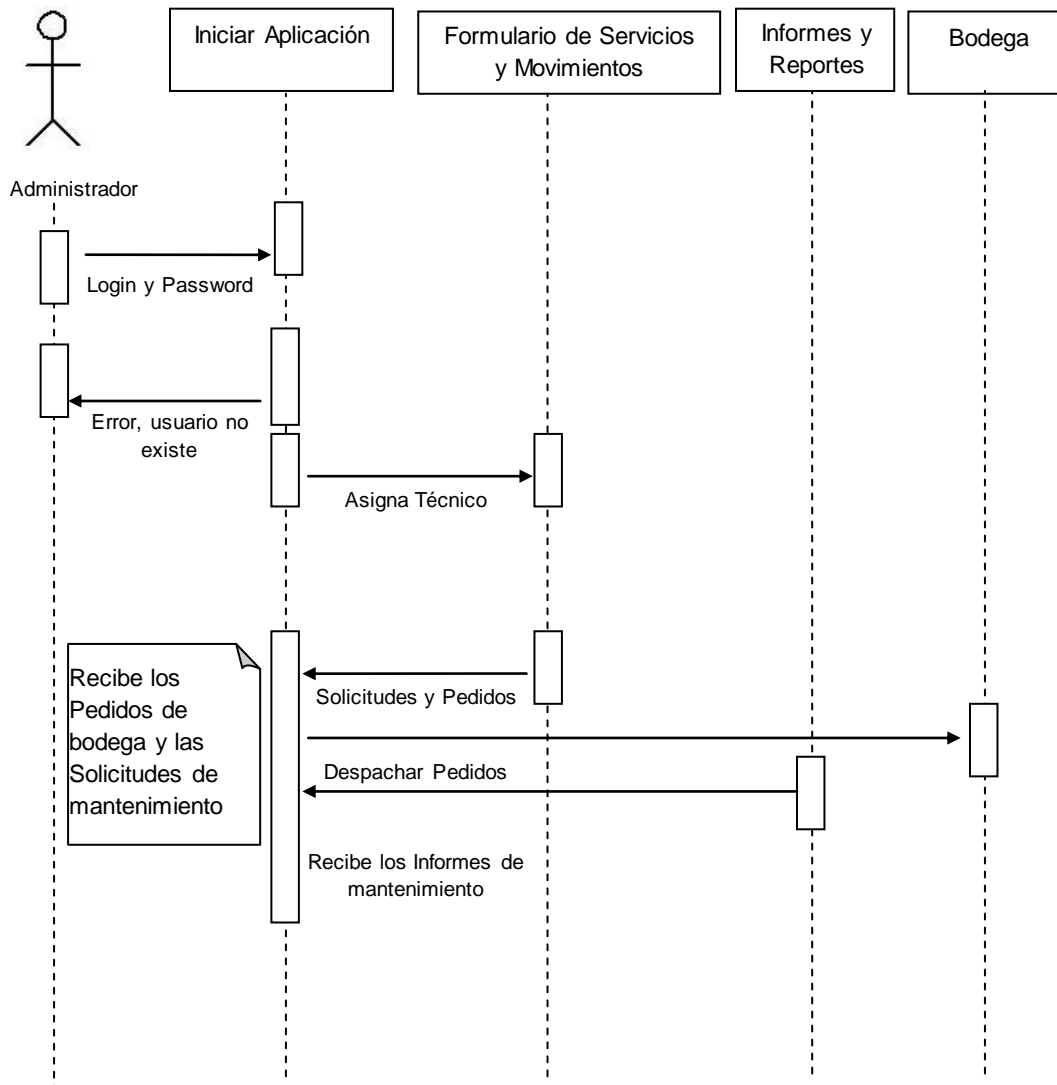 Iniciar Aplicación
Formulario de Servicios
y Movimientos
Informes y
Reportes
Bodega
Administrador
Login y Password
Error, usuario no
existe
Asigna Técnico
Recibe los
Pedidos de
bodega y las
Solicitudes de
mantenimiento
Solicitudes y Pedidos
Despachar Pedidos
Recibe los Informes de
mantenimiento